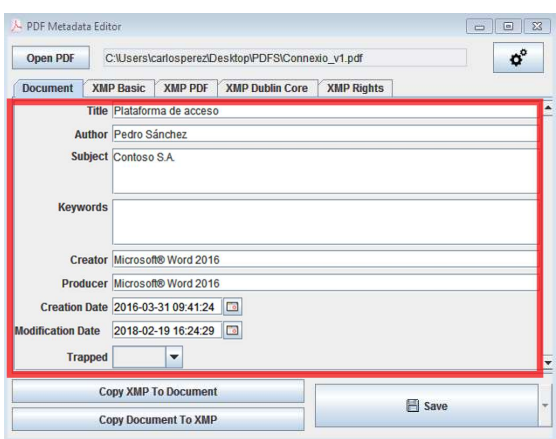 PDF Metadata Editor
Open PDF C:\Users\carlosperez\Desktop\PDFS\Connexio_v1.pdf
Document XMP Basic XMP PDF XMP Dublin Core XMP Rights
Title Plataforma de acceso
Author Pedro Sánchez
Subject Contoso S.A.
Keywords
Creator Microsoft® Word 2016
Producer Microsoft® Word 2016
Creation Date 2016-03-31 09:41:24
Modification Date 2018-02-19 16:24:29
Trapped
Copy XMP To Document
Save
Copy Document To XMP